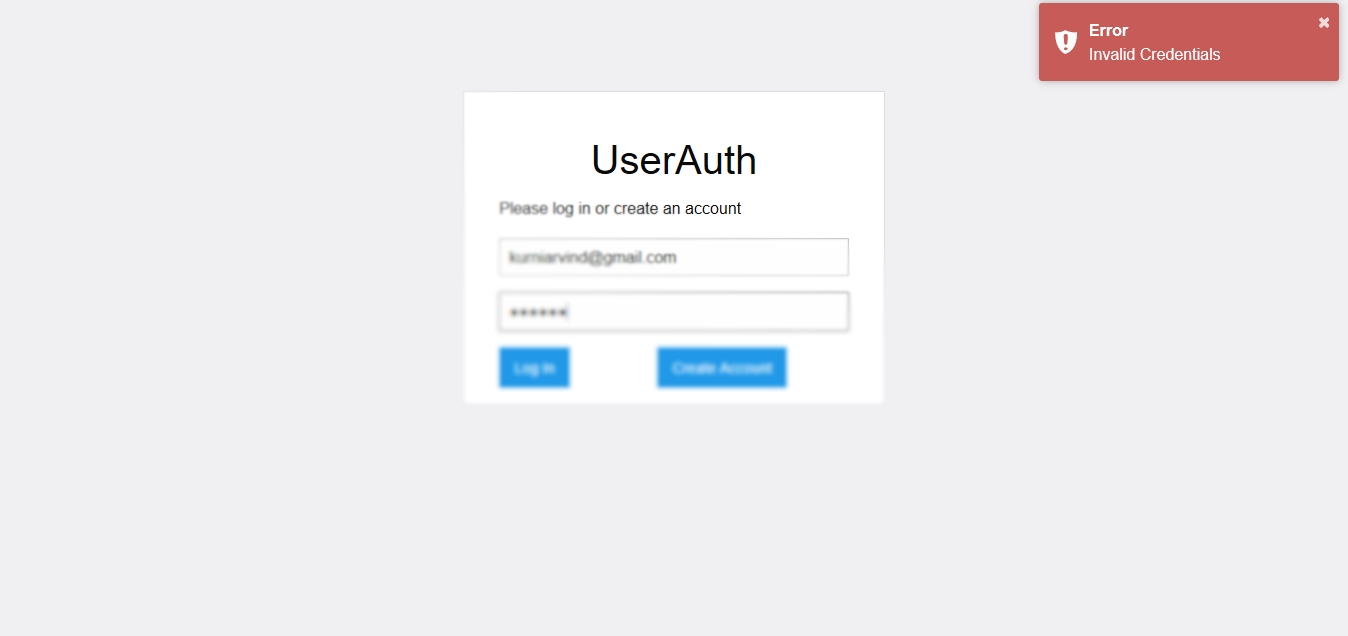 Error
Invalid Credentials
UserAuth
Please log in or create an account
kurniarvind@gmail.com
Log In
Create Account